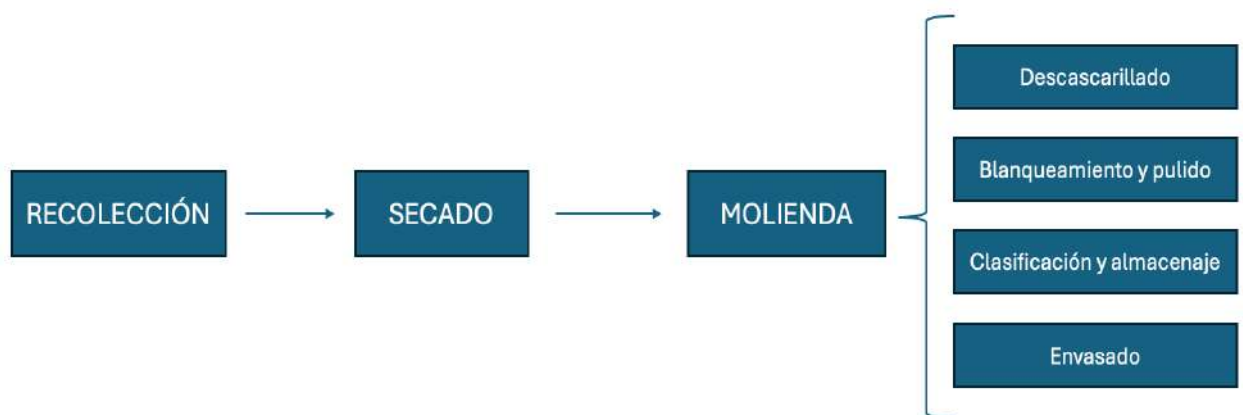 RECOLECCIÓN
SECADO
MOLIENDA
Descascarillado
Blanqueamiento y pulido
Clasificación y almacenaje
Envasado